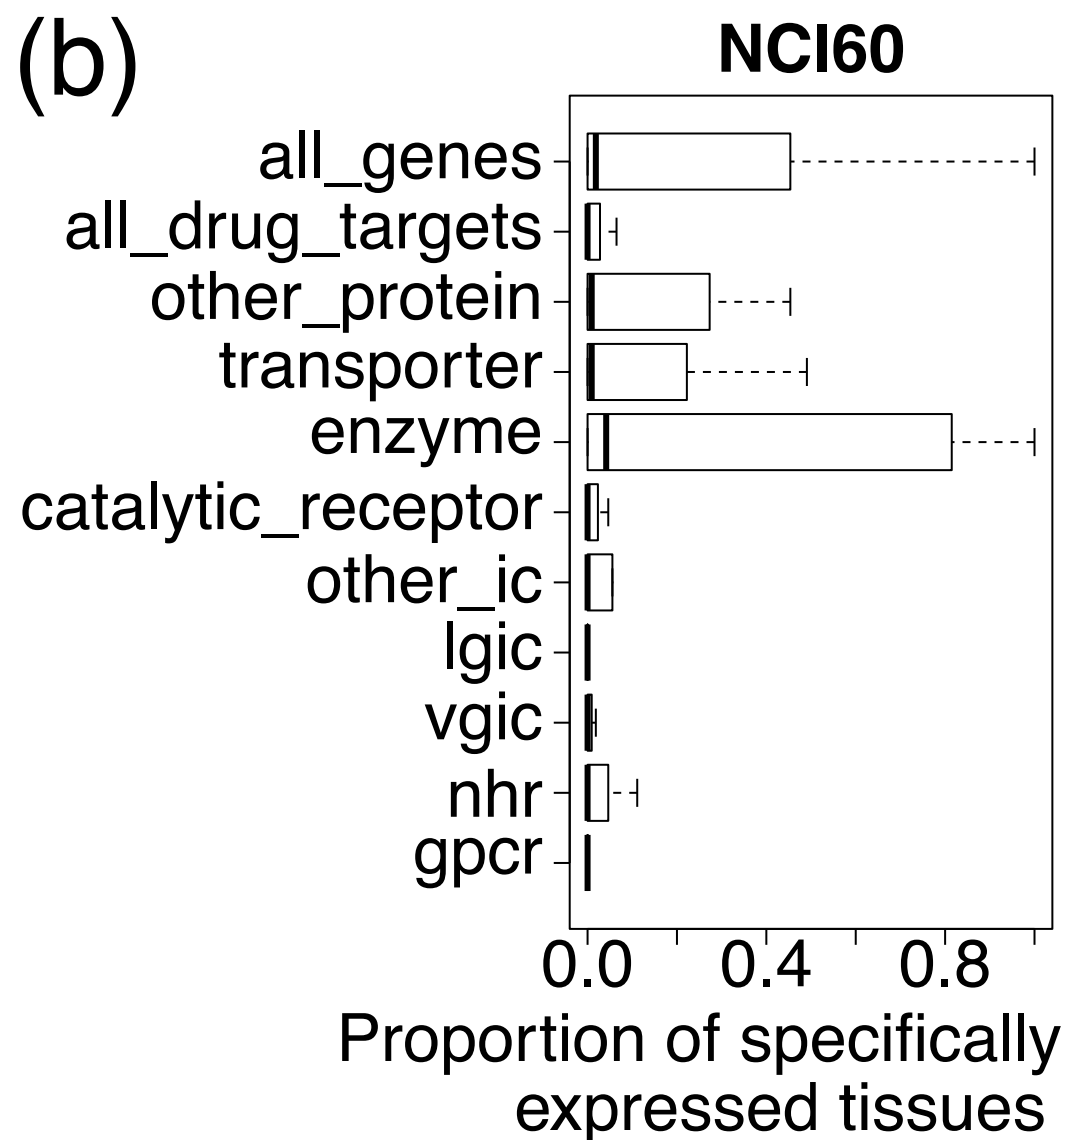 (b)
NCI60
all_genes
all_drug_targets
other_protein
transporter
enzyme
catalytic_receptor
other_ic
lgic
vgic
nhr
gpcr
0.0 0.4 0.8
Proportion of specifically
expressed tissues